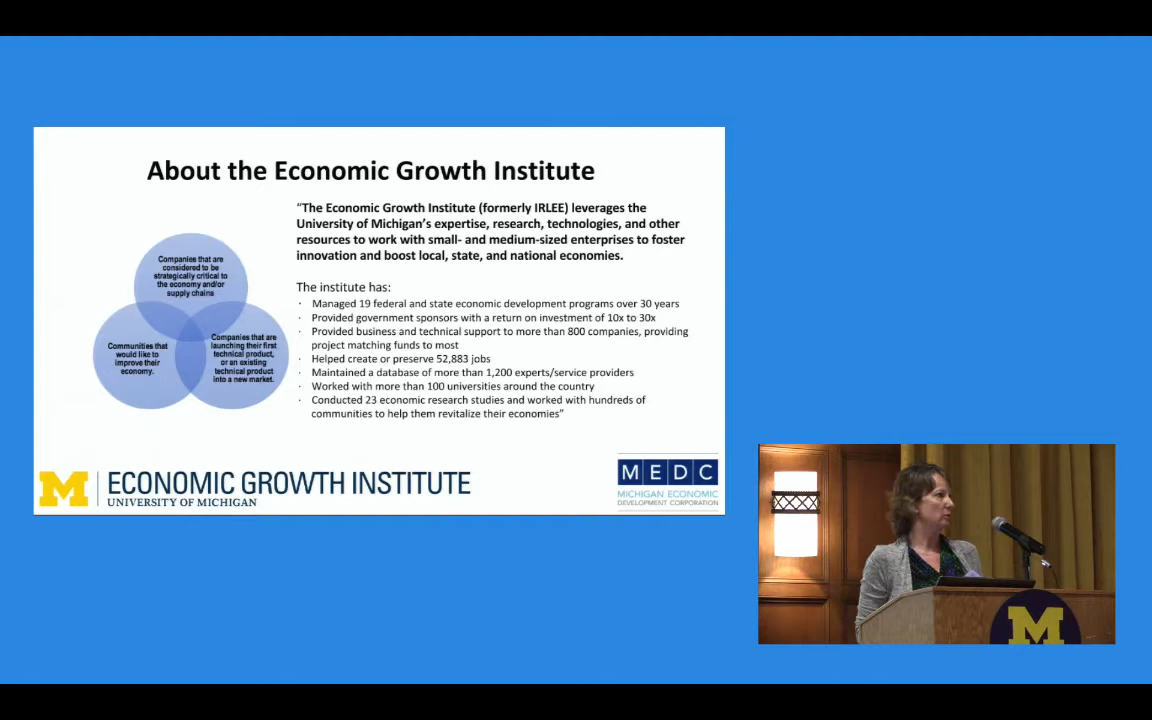 About the Economic Growth Institute
“The Economic Growth Institute (formerly IRLEE) leverages the
University of Michigan’s expertise, research, technologies, and other
resources to work with small- and medium-sized enterprises to foster
innovation and boost local, state, and national economies.
Companies that are
considered to be
strategically critical to
the economy and/or
supply chains
Communities that
would like to
improve their
economy.
Companies that are
launching their first
technical product,
or an existing
technical product
into a new market.
The institute has:
· Managed 19 federal and state economic development programs over 30 years
· Provided government sponsors with a return on investment of 10x to 30x
· Provided business and technical support to more than 800 companies, providing
project matching funds to most
· Helped create or preserve 52,883 jobs
· Maintained a database of more than 1,200 experts/service providers
· Worked with more than 100 universities around the country
· Conducted 23 economic research studies and worked with hundreds of
communities to help them revitalize their economies”
M ECONOMIC GROWTH INSTITUTE
UNIVERSITY OF MICHIGAN
MEDC
MICHIGAN ECONOMIC
DEVELOPMENT CORPORATION
M